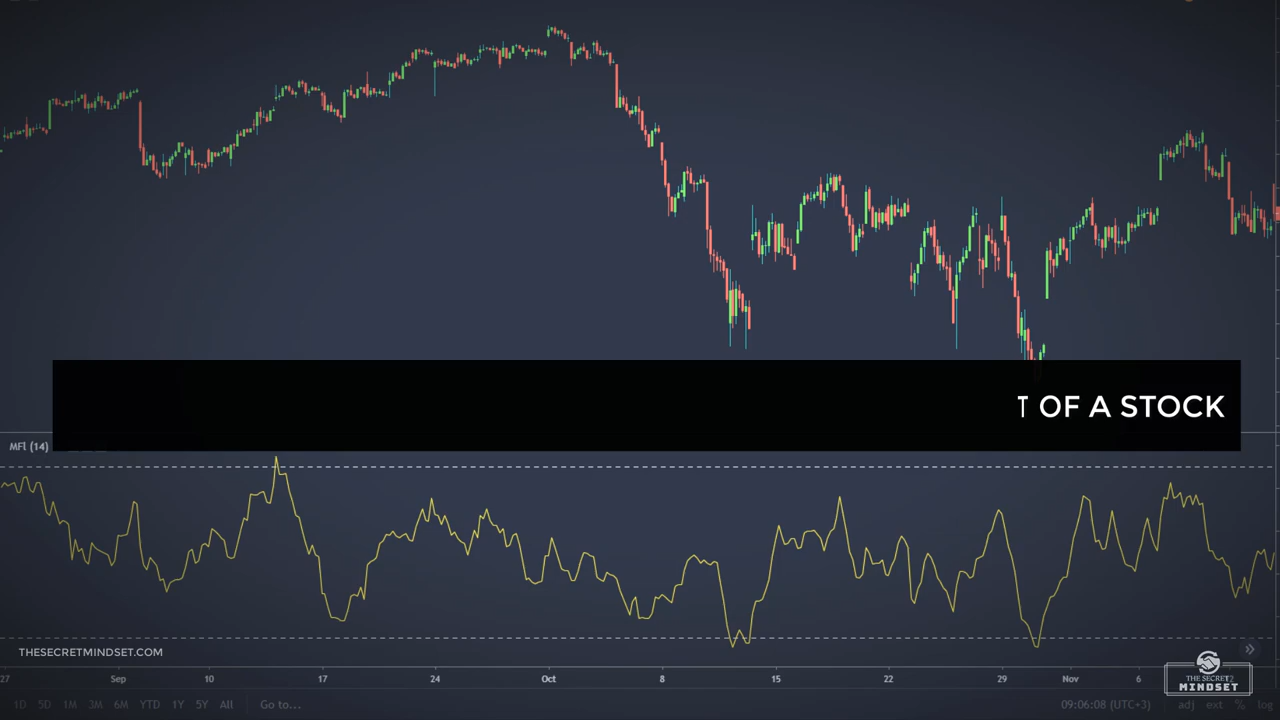 OF A STOCK
MFI (14)
THESECRETMINDSET.COM
27 Sep 10 17 24 Oct 8 15 22 29 Nov 6 12
THE SECRET
MINDSET
1D 5D 1M 3M 6M YTD 1Y 5Y All Go to... 09:06:08 (UTC+3) adj ext % log